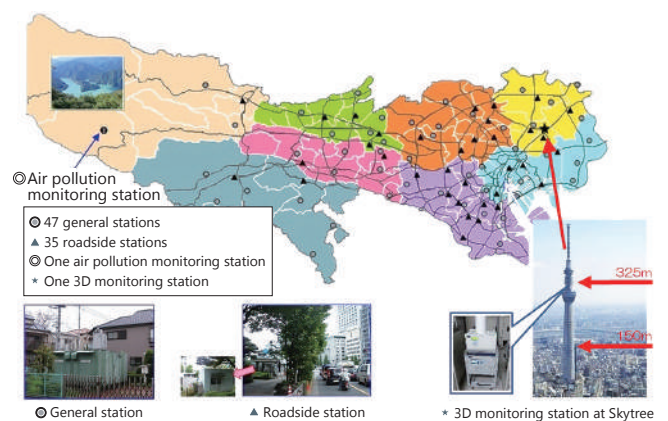 ◎Air pollution
monitoring station
47 general stations
▲ 35 roadside stations
◎ One air pollution monitoring station
★ One 3D monitoring station
325m
150m
General station
▲ Roadside station
★ 3D monitoring station at Skytree